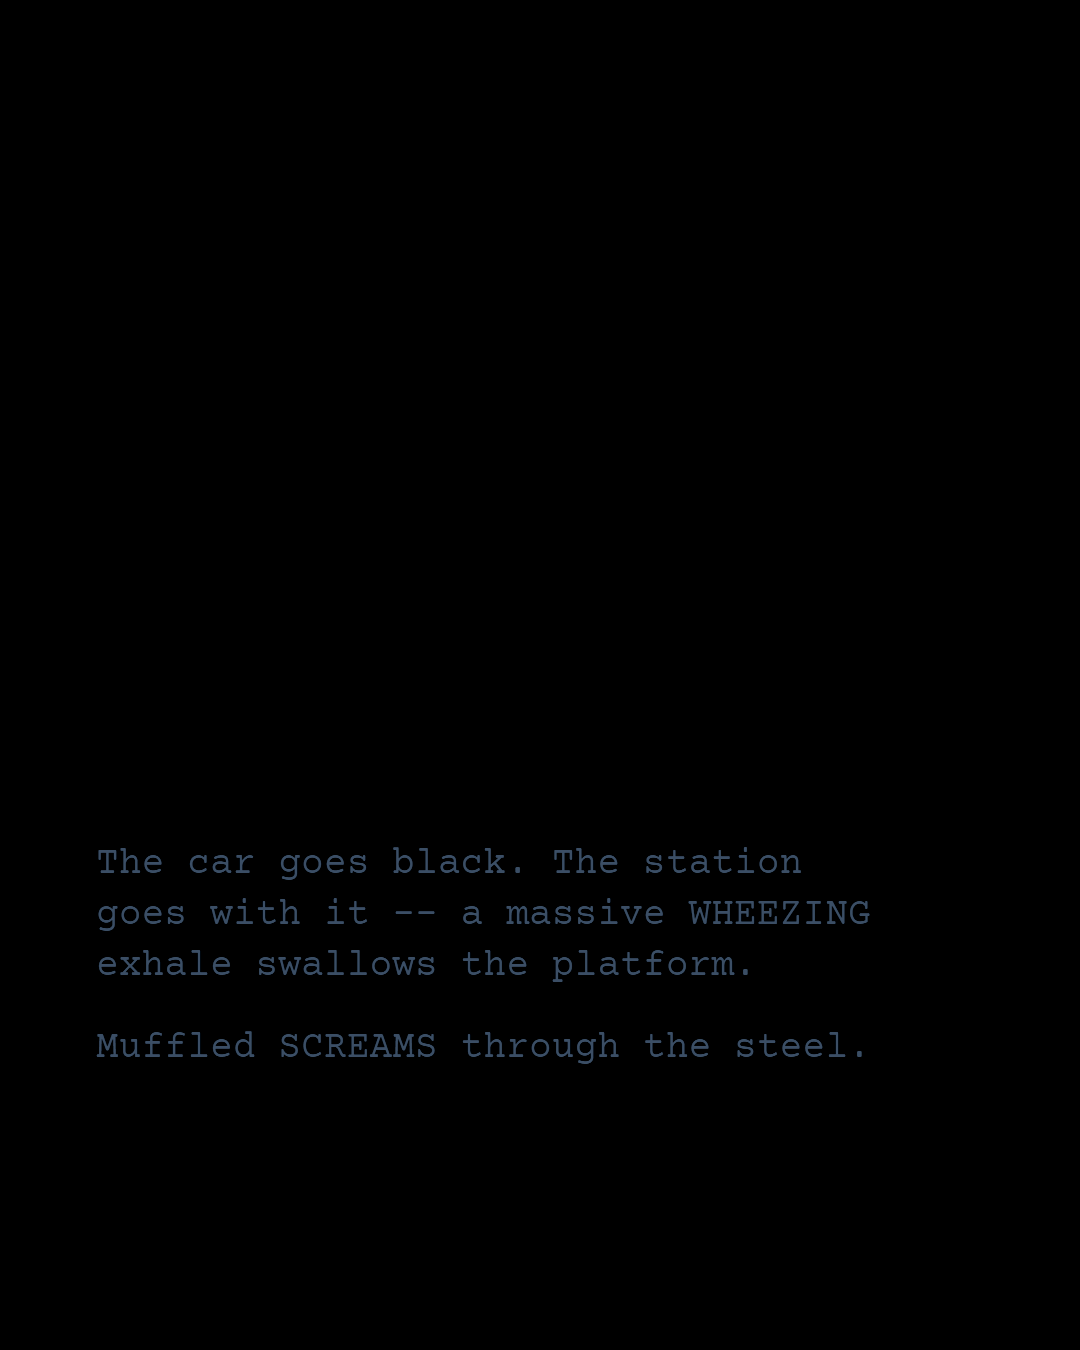 The car goes black. The station
goes with it -- a massive WHEEZING
exhale swallows the platform.
Muffled SCREAMS through the steel.